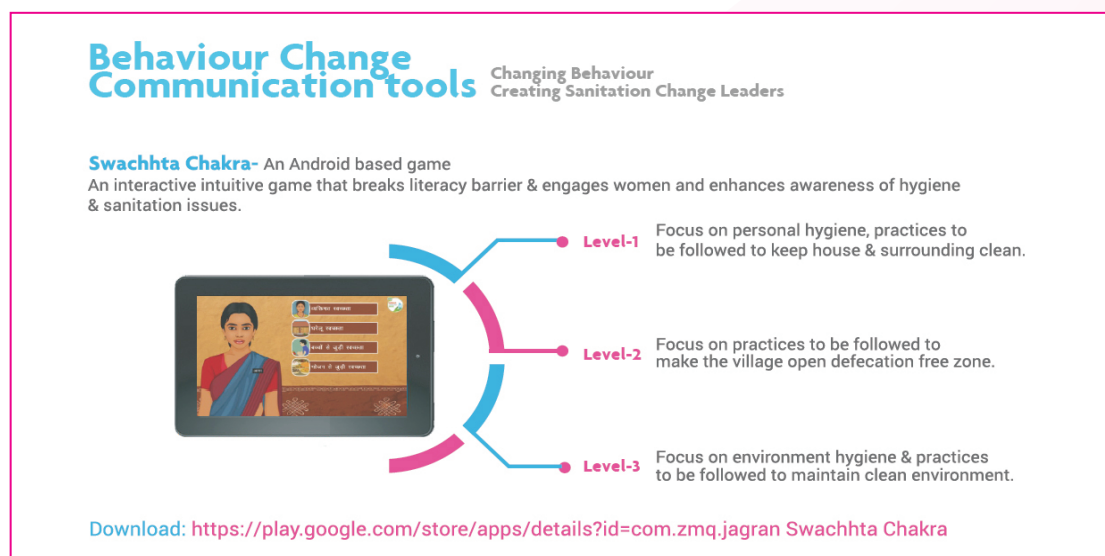 Behaviour Change
Communication tools
Changing Behaviour
Creating Sanitation Change Leaders
Swachhta Chakra- An Android based game
An interactive intuitive game that breaks literacy barrier & engages women and enhances awareness of hygiene
& sanitation issues.
Level-1
Focus on personal hygiene, practices to
be followed to keep house & surrounding clean.
Level-2
Focus on practices to be followed to
make the village open defecation free zone.
Level-3
Focus on environment hygiene & practices
to be followed to maintain clean environment.
Download: https://play.google.com/store/apps/details?id=com.zmq.jagran Swachhta Chakra